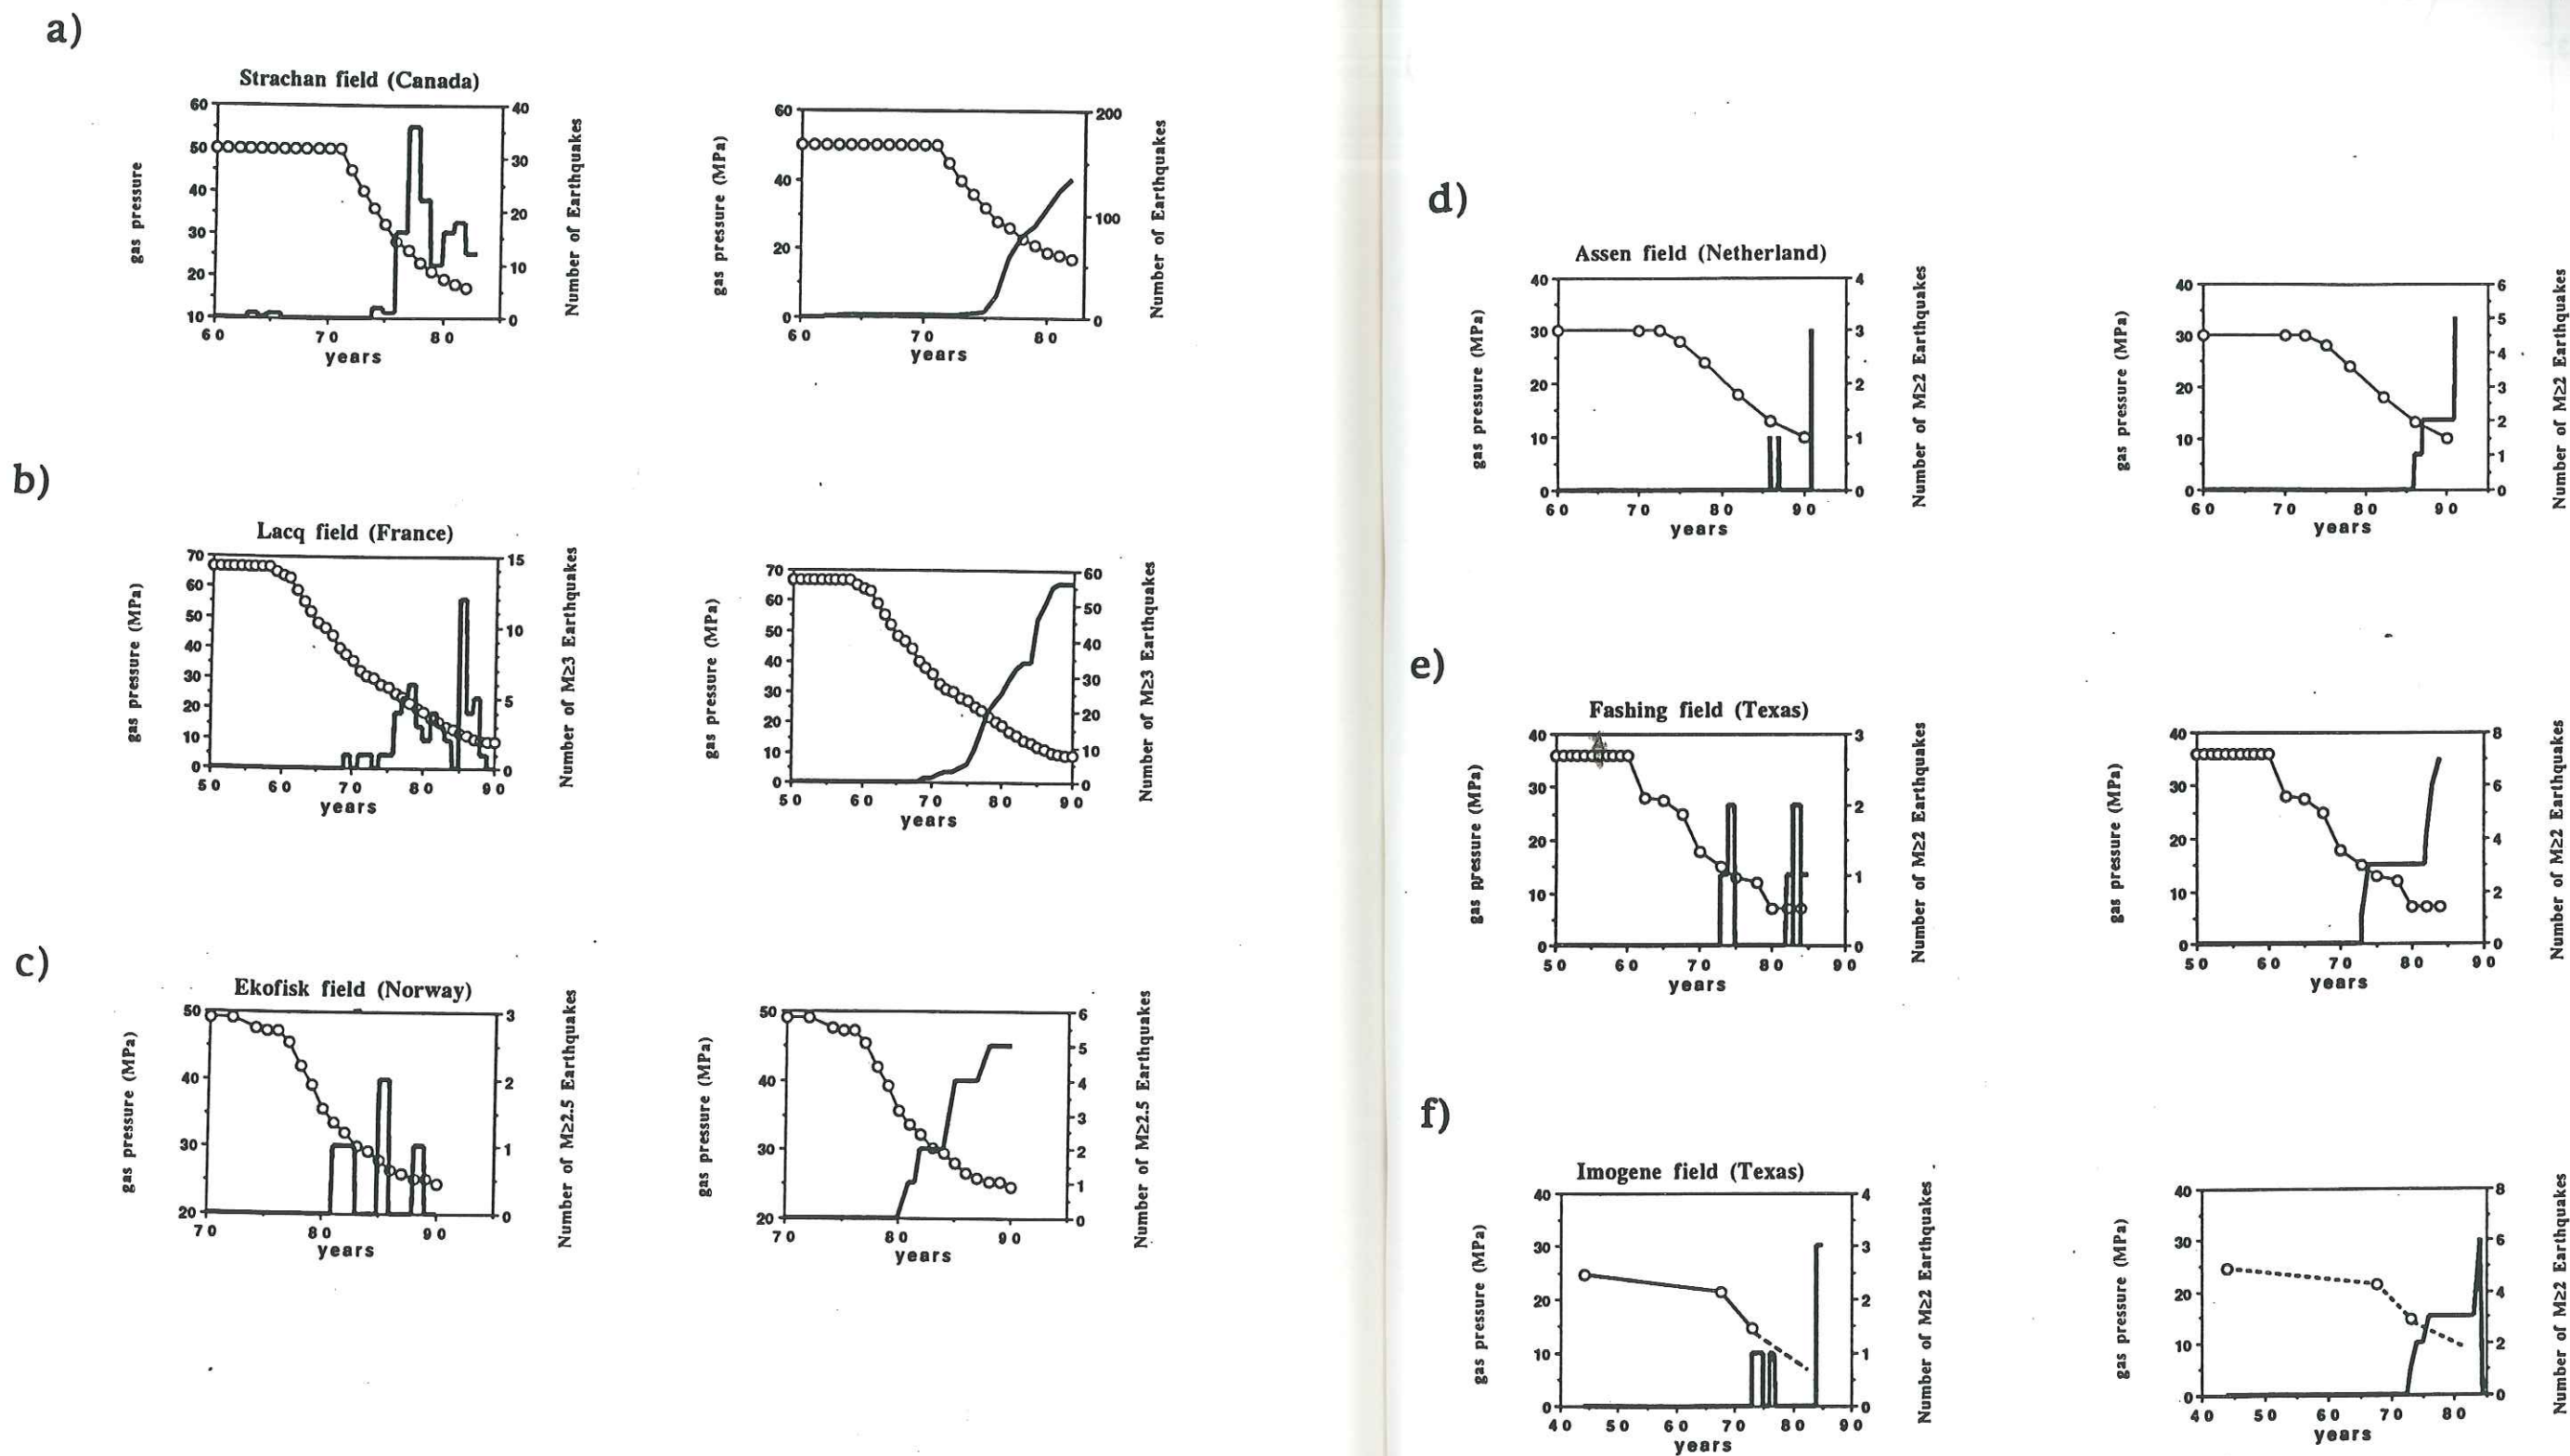 a)
Strachan field (Canada)
60
50
40
30
20
10
gas pressure
40
30
20
10
0
Number of Earthquakes
60 70 80
years
60
40
20
0
gas pressure (MPa)
200
100
0
Number of Earthquakes
60 70 80
years
b)
Lacq field (France)
70
60
50
40
30
20
10
0
gas pressure (MPa)
15
10
5
0
Number of M≥3 Earthquakes
50 60 70 80 90
years
70
60
50
40
30
20
10
0
gas pressure (MPa)
60
50
40
30
20
10
0
Number of M≥3 Earthquakes
50 60 70 80 90
years
c)
Ekofisk field (Norway)
50
40
30
20
gas pressure (MPa)
3
2
1
0
Number of M≥2.5 Earthquakes
70 80 90
years
50
40
30
20
gas pressure (MPa)
6
5
4
3
2
1
0
Number of M≥2.5 Earthquakes
70 80 90
years
d)
Assen field (Netherland)
40
30
20
10
0
gas pressure (MPa)
4
3
2
1
0
Number of M≥2 Earthquakes
60 70 80 90
years
40
30
20
10
0
gas pressure (MPa)
6
5
4
3
2
1
0
Number of M≥2 Earthquakes
60 70 80 90
years
e)
Fashing field (Texas)
40
30
20
10
0
gas pressure (MPa)
3
2
1
0
Number of M≥2 Earthquakes
50 60 70 80 90
years
40
30
20
10
0
gas pressure (MPa)
8
6
4
2
0
Number of M≥2 Earthquakes
50 60 70 80 90
years
f)
Imogene field (Texas)
40
30
20
10
0
gas pressure (MPa)
4
3
2
1
0
Number of M≥2 Earthquakes
40 50 60 70 80 90
years
40
30
20
10
0
gas pressure (MPa)
8
6
4
2
0
Number of M≥2 Earthquakes
40 50 60 70 80
years